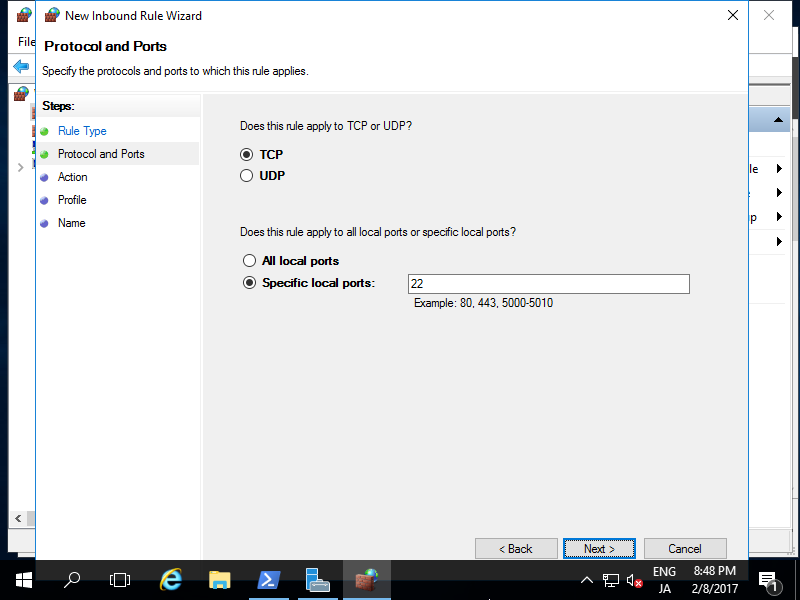 New Inbound Rule Wizard
File
Protocol and Ports
Specify the protocols and ports to which this rule applies.
Steps:
Rule Type
Protocol and Ports
Action
Profile
Name
Does this rule apply to TCP or UDP?
TCP
UDP
Does this rule apply to all local ports or specific local ports?
All local ports
Specific local ports:
22
Example: 80, 443, 5000-5010
< Back
Next >
Cancel
ENG
JA
8:48 PM
2/8/2017
1